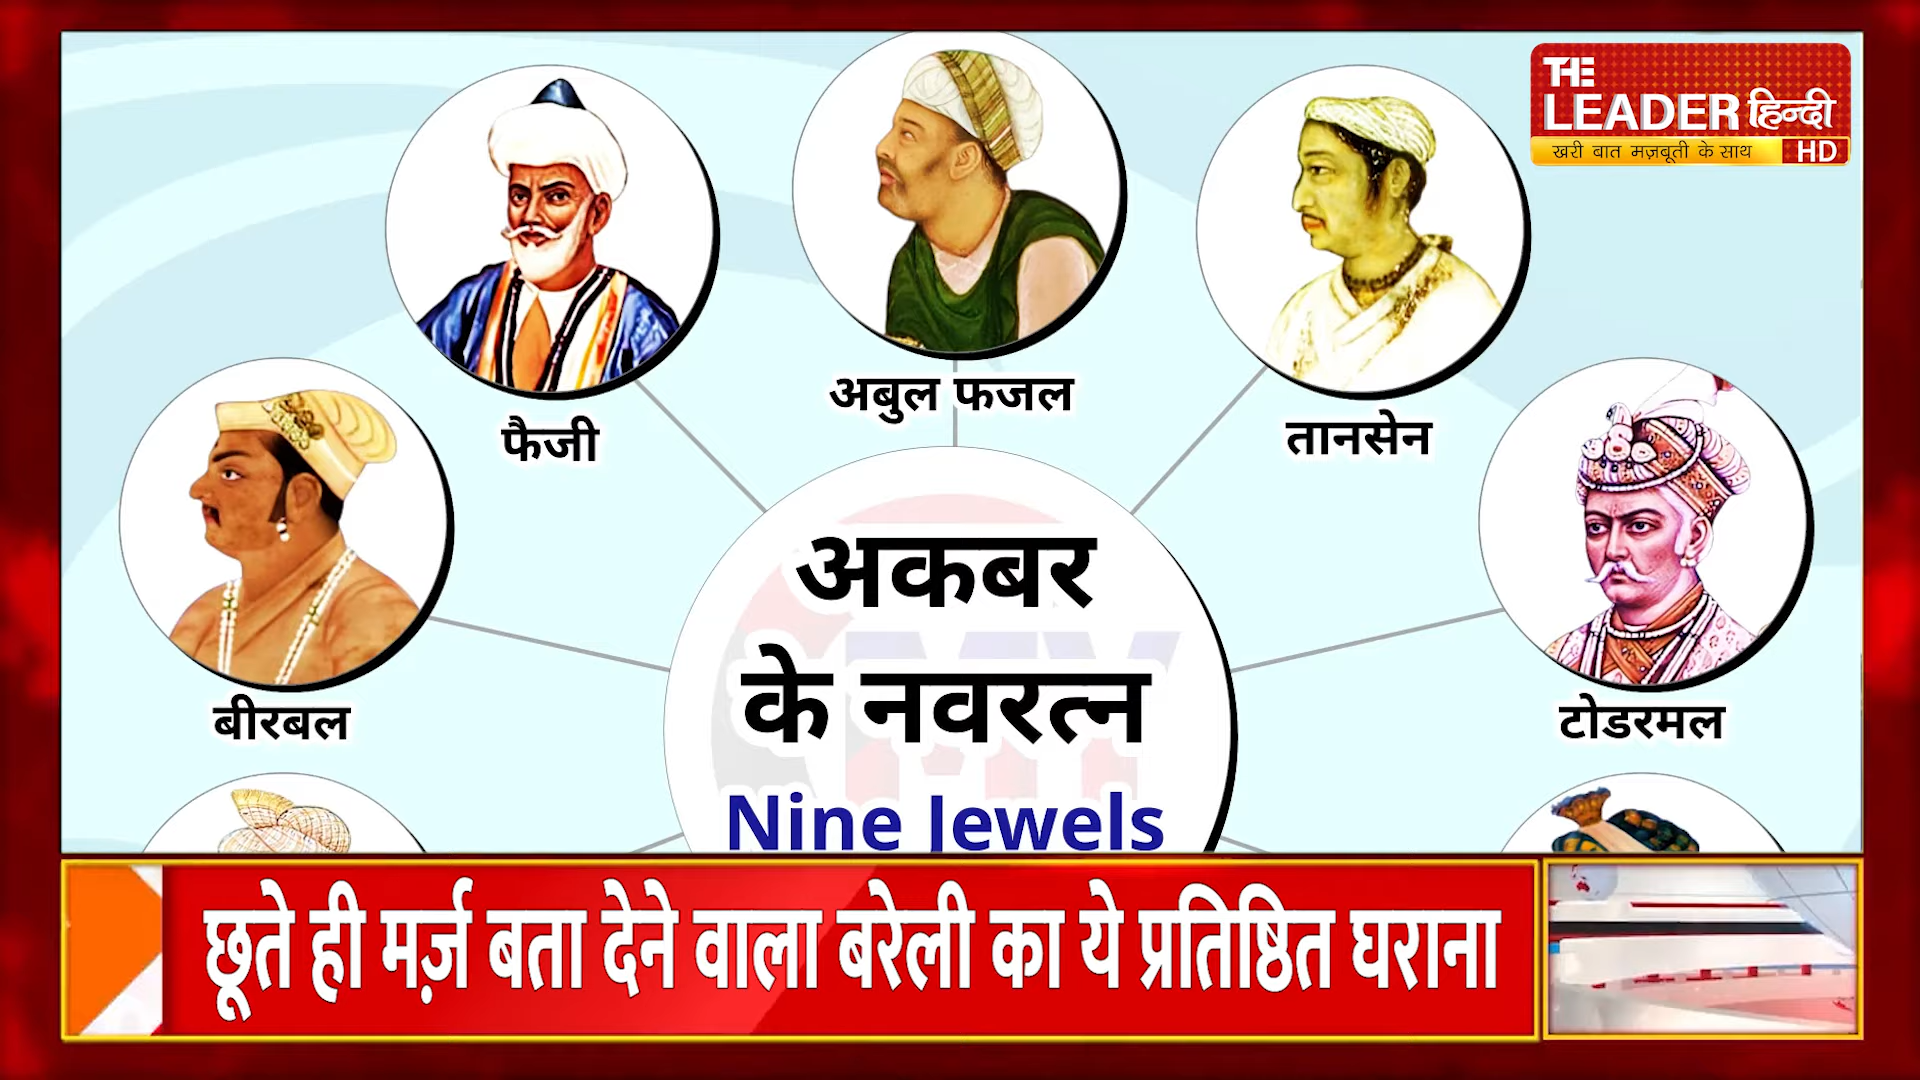 THE
LEADER हिन्दी
खरी बात मज़बूती के साथ HD
अबुल फजल
फैजी
तानसेन
अकबर
के नवरत्न
Nine Jewels
बीरबल
टोडरमल
छूते ही मर्ज़ बता देने वाला बरेली का ये प्रतिष्ठित घराना